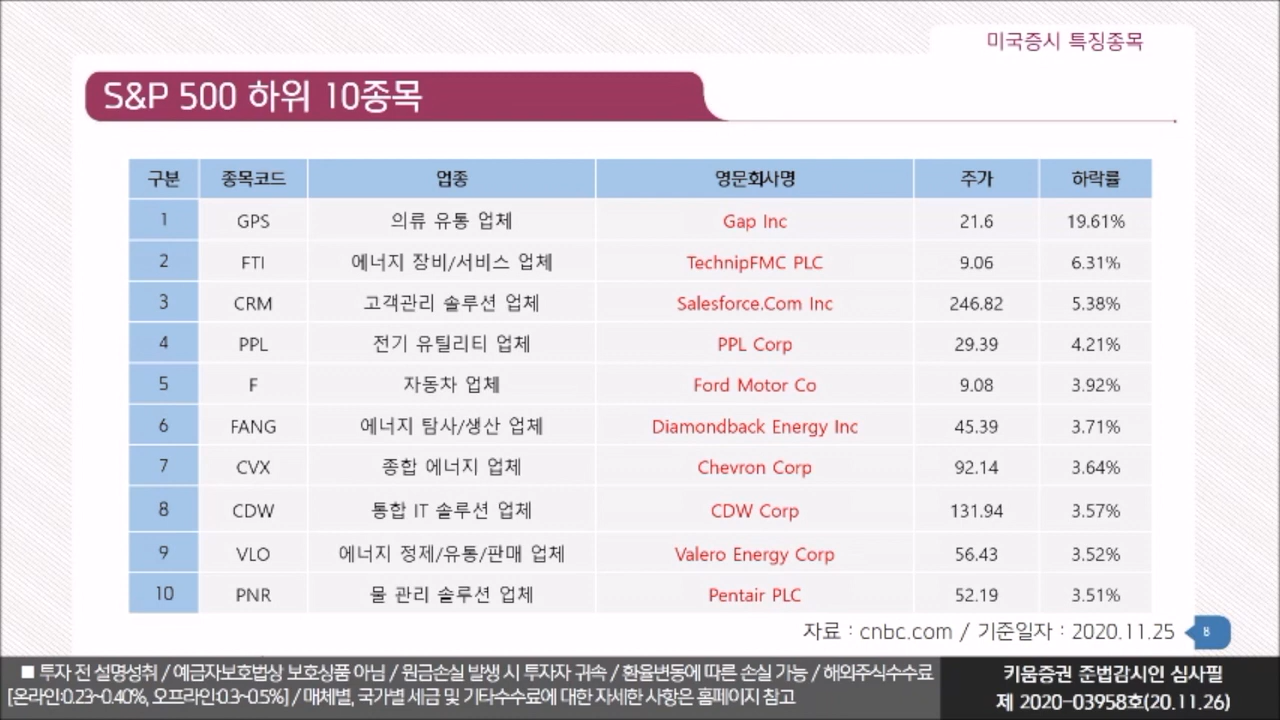 미국증시 특징종목
S&P 500 하위 10종목
구분 종목코드 업종 영문회사명 주가 하락률
1 GPS 의류 유통 업체 Gap Inc 21.6 19.61%
2 FTI 에너지 장비/서비스 업체 TechnipFMC PLC 9.06 6.31%
3 CRM 고객관리 솔루션 업체 Salesforce.Com Inc 246.82 5.38%
4 PPL 전기 유틸리티 업체 PPL Corp 29.39 4.21%
5 F 자동차 업체 Ford Motor Co 9.08 3.92%
6 FANG 에너지 탐사/생산 업체 Diamondback Energy Inc 45.39 3.71%
7 CVX 종합 에너지 업체 Chevron Corp 92.14 3.64%
8 CDW 통합 IT 솔루션 업체 CDW Corp 131.94 3.57%
9 VLO 에너지 정제/유통/판매 업체 Valero Energy Corp 56.43 3.52%
10 PNR 물 관리 솔루션 업체 Pentair PLC 52.19 3.51%
자료 : cnbc.com / 기준일자 : 2020.11.25 8
■ 투자 전 설명성취 / 예금자보호법상 보호상품 아님 / 원금손실 발생 시 투자자 귀속 / 환율변동에 따른 손실 가능 / 해외주식수수료
[온라인:0.23~0.40%, 오프라인:0.3~0.5%] / 매체별, 국가별 세금 및 기타수수료에 대한 자세한 사항은 홈페이지 참고
키움증권 준법감시인 심사필
제 2020-03958호(20.11.26)